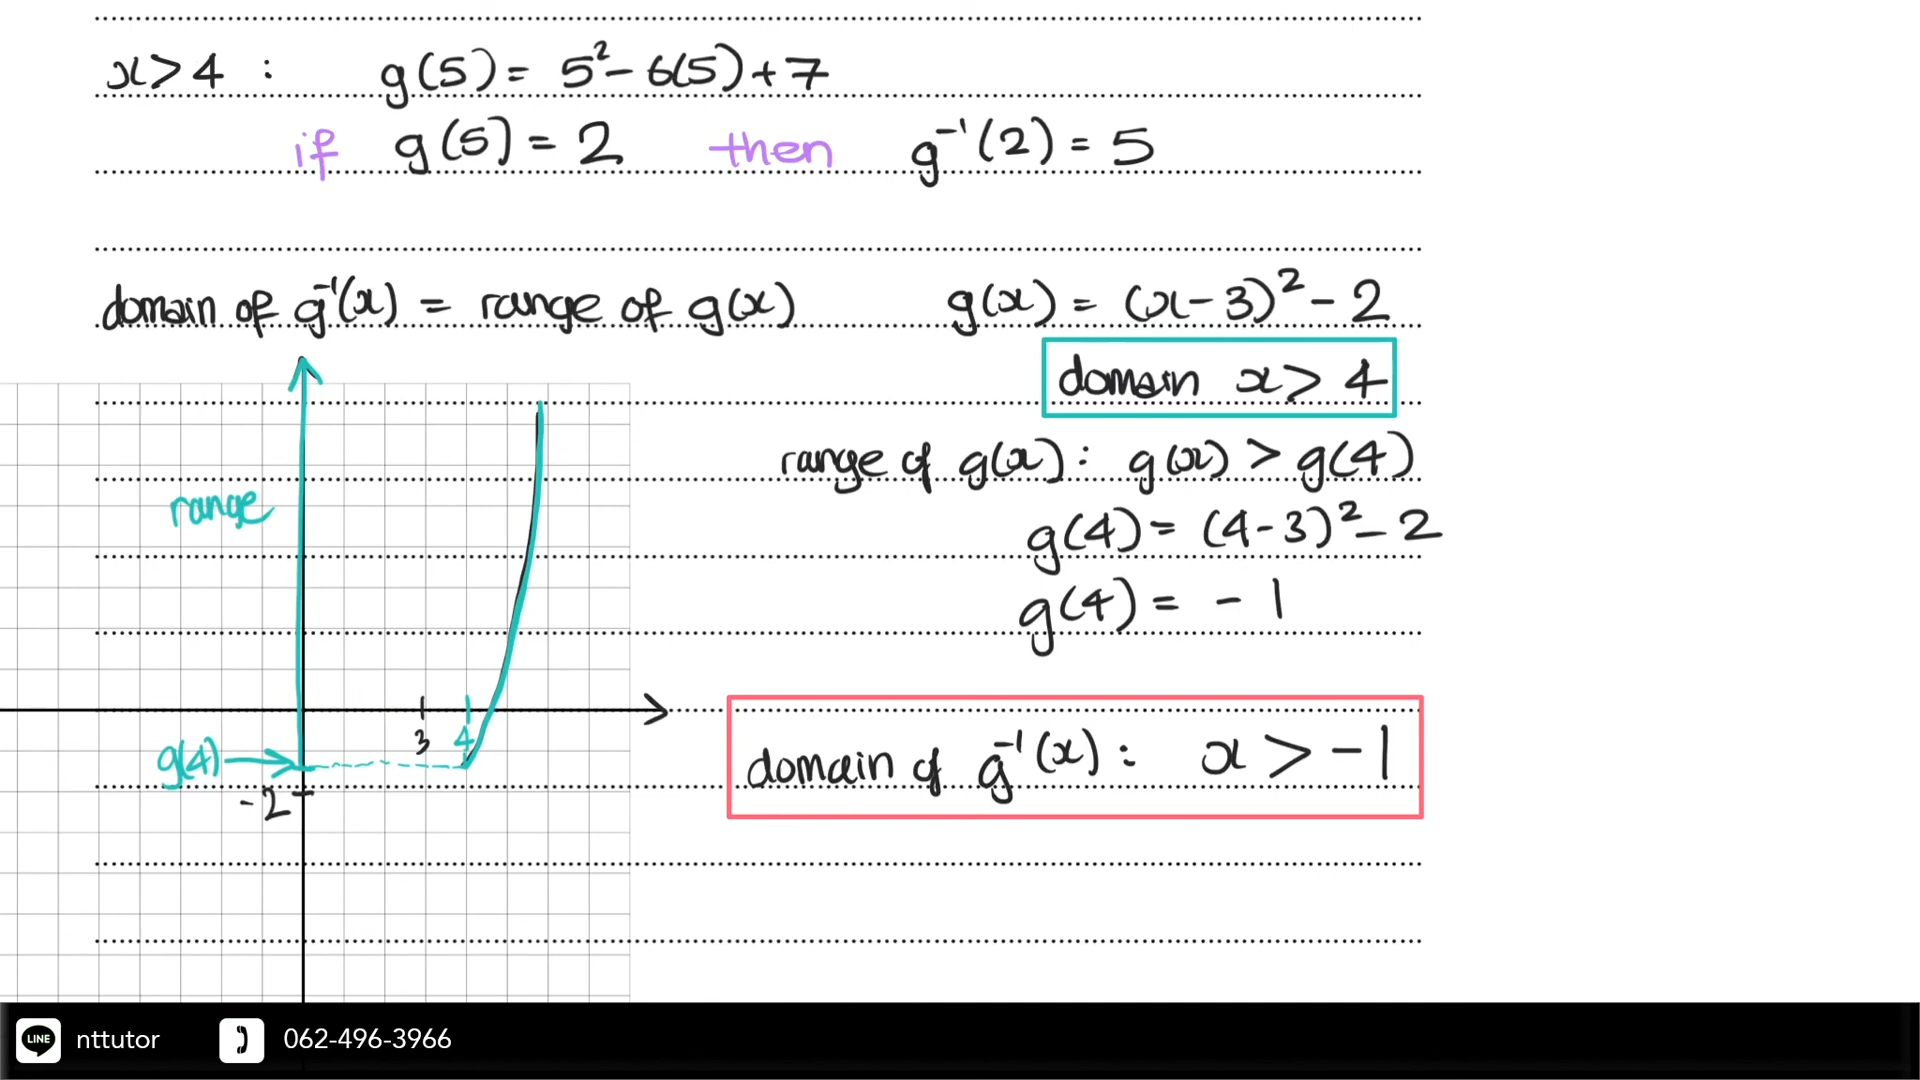 x>4 : g(5) = 5²- 6(5)+7
if g(5) = 2 then g⁻¹(2) = 5
domain of g⁻¹(x) = range of g(x)
g(x) = (x-3)² - 2
domain x > 4
range of g(x) : g(x) > g(4)
g(4) = (4-3)² - 2
g(4) = - 1
range
3
4
g(4)
-2
domain of g⁻¹(x) : x > -1
LINE nttutor 062-496-3966